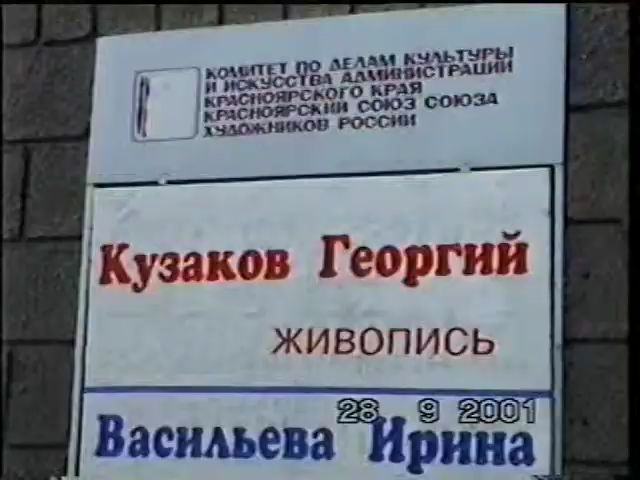 КОМИТЕТ ПО ДЕЛАМ КУЛЬТУРЫ
И ИСКУССТВА АДМИНИСТРАЦИИ
КРАСНОЯРСКОГО КРАЯ
КРАСНОЯРСКИЙ СОЮЗ СОЮЗА
ХУДОЖНИКОВ РОССИИ
Кузаков Георгий
живопись
28 9 2001
Васильева Ирина